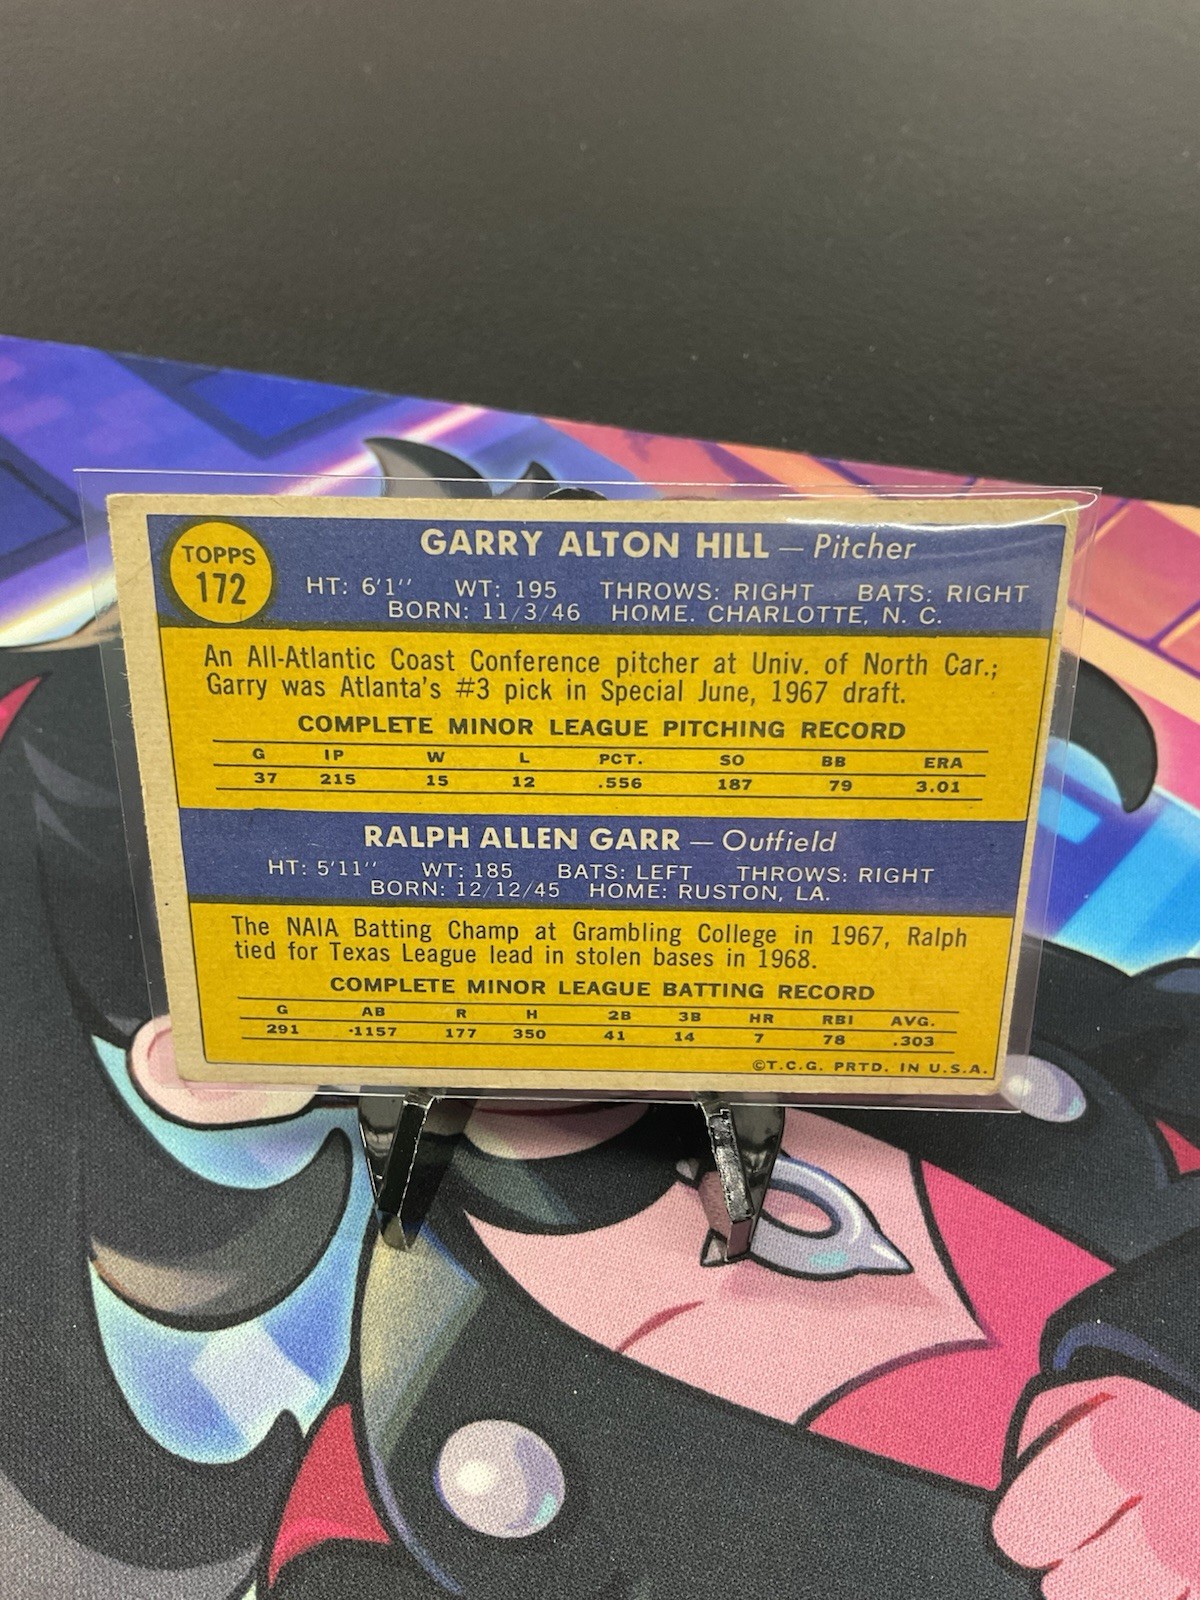 TOPPS
172
GARRY ALTON HILL — Pitcher
HT: 6'1'' WT: 195 THROWS: RIGHT BATS: RIGHT
BORN: 11/3/46 HOME. CHARLOTTE, N. C.
An All-Atlantic Coast Conference pitcher at Univ. of North Car.;
Garry was Atlanta's #3 pick in Special June, 1967 draft.
COMPLETE MINOR LEAGUE PITCHING RECORD
G IP W L PCT. SO BB ERA
37 215 15 12 .556 187 79 3.01
RALPH ALLEN GARR — Outfield
HT: 5'11'' WT: 185 BATS: LEFT THROWS: RIGHT
BORN: 12/12/45 HOME: RUSTON, LA.
The NAIA Batting Champ at Grambling College in 1967, Ralph
tied for Texas League lead in stolen bases in 1968.
COMPLETE MINOR LEAGUE BATTING RECORD
G AB R H 2B 3B HR RBI AVG.
291 1157 177 350 41 14 7 78 .303
©T.C.G. PRTD. IN U.S.A.